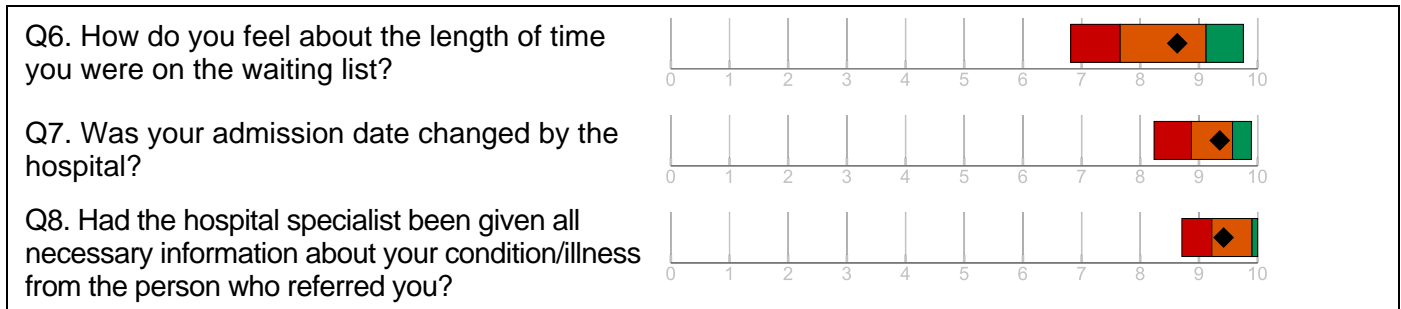 Q6. How do you feel about the length of time
you were on the waiting list?
0 1 2 3 4 5 6 7 8 9 10
Q7. Was your admission date changed by the
hospital?
0 1 2 3 4 5 6 7 8 9 10
Q8. Had the hospital specialist been given all
necessary information about your condition/illness
from the person who referred you?
0 1 2 3 4 5 6 7 8 9 10